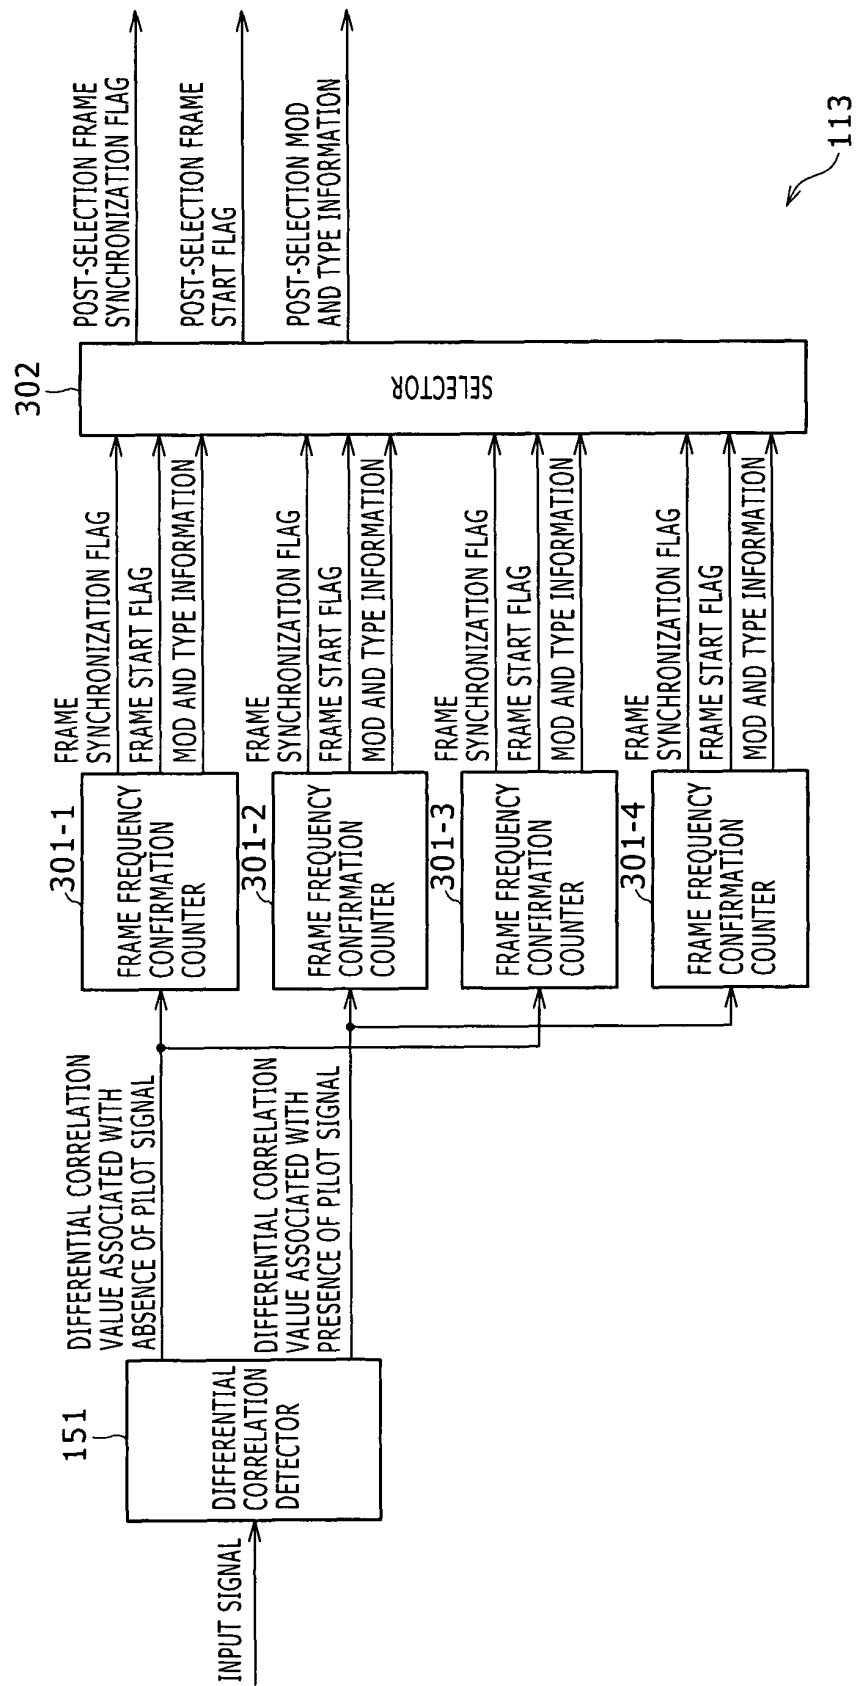 INPUT SIGNAL
151
DIFFERENTIAL
CORRELATION
DETECTOR
DIFFERENTIAL CORRELATION
VALUE ASSOCIATED WITH
ABSENCE OF PILOT SIGNAL
DIFFERENTIAL CORRELATION
VALUE ASSOCIATED WITH
PRESENCE OF PILOT SIGNAL
301-1
FRAME FREQUENCY
CONFIRMATION
COUNTER
301-2
FRAME FREQUENCY
CONFIRMATION
COUNTER
301-3
FRAME FREQUENCY
CONFIRMATION
COUNTER
301-4
FRAME FREQUENCY
CONFIRMATION
COUNTER
FRAME
SYNCHRONIZATION FLAG
FRAME START FLAG
MOD AND TYPE INFORMATION
FRAME
SYNCHRONIZATION FLAG
FRAME START FLAG
MOD AND TYPE INFORMATION
FRAME
SYNCHRONIZATION FLAG
FRAME START FLAG
MOD AND TYPE INFORMATION
FRAME
SYNCHRONIZATION FLAG
FRAME START FLAG
MOD AND TYPE INFORMATION
302
SELECTOR
POST-SELECTION FRAME
SYNCHRONIZATION FLAG
POST-SELECTION FRAME
START FLAG
POST-SELECTION MOD
AND TYPE INFORMATION
113